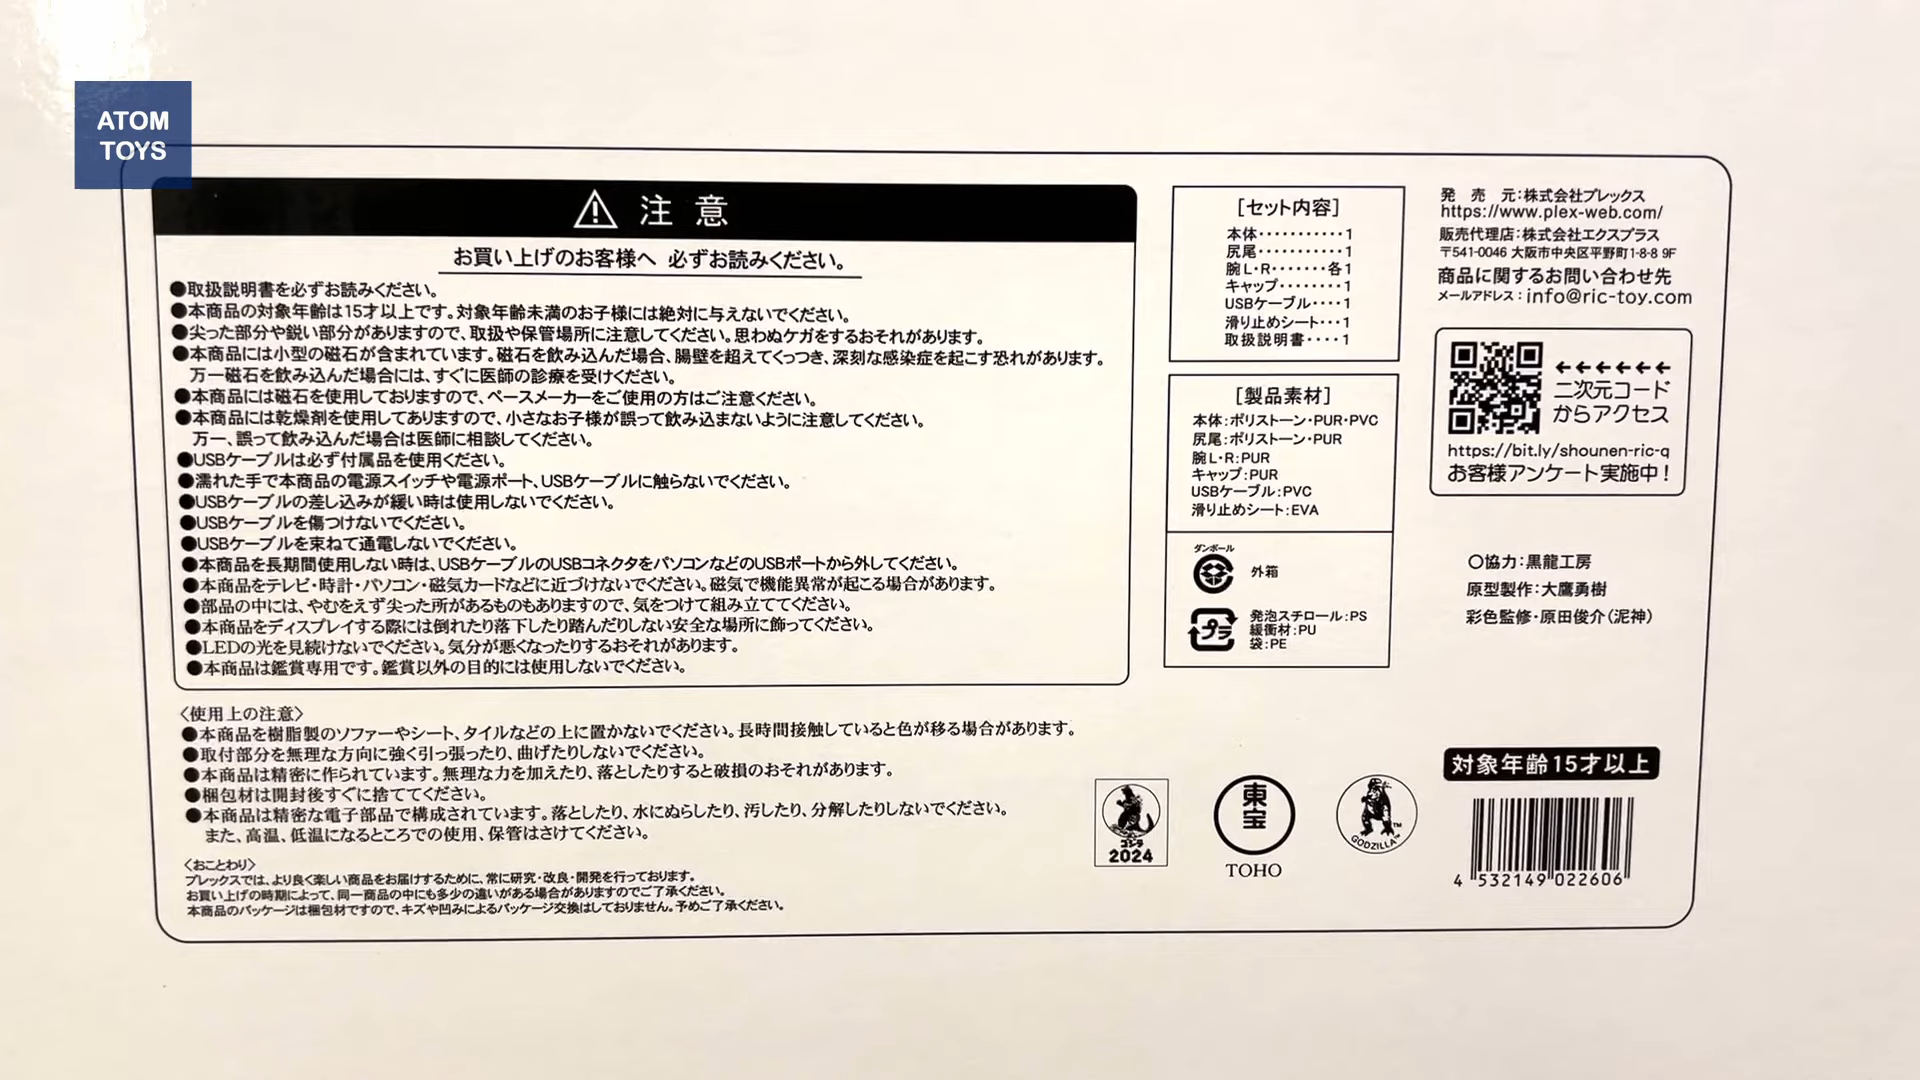 ATOM
TOYS
注意
お買い上げのお客様へ 必ずお読みください。
●取扱説明書を必ずお読みください。
●本商品の対象年齢は15才以上です。対象年齢未満のお子様には絶対に与えないでください。
●尖った部分や鋭い部分がありますので、取扱や保管場所に注意してください。思わぬケガをするおそれがあります。
●本商品には小型の磁石が含まれています。磁石を飲み込んだ場合、腸壁を超えてくっつき、深刻な感染症を起こす恐れがあります。
万一磁石を飲み込んだ場合には、すぐに医師の診療を受けください。
●本商品には磁石を使用しておりますので、ペースメーカーをご使用の方はご注意ください。
●本商品には乾燥剤を使用してありますので、小さなお子様が誤って飲み込まないように注意してください。
万一、誤って飲み込んだ場合は医師に相談してください。
●USBケーブルは必ず付属品を使用ください。
●濡れた手で本商品の電源スイッチや電源ポート、USBケーブルに触らないでください。
●USBケーブルの差し込みが緩い時は使用しないでください。
●USBケーブルを傷つけないでください。
●USBケーブルを束ねて通電しないでください。
●本商品を長期間使用しない時は、USBケーブルのUSBコネクタをパソコンなどのUSBポートから外してください。
●本商品をテレビ・時計・パソコン・磁気カードなどに近づけないでください。磁気で機能異常が起こる場合があります。
●部品の中には、やむをえず尖った所があるものもありますので、気をつけて組み立ててください。
●本商品をディスプレイする際には倒れたり落下したり踏んだりしない安全な場所に飾ってください。
●LEDの光を見続けないでください。気分が悪くなったりするおそれがあります。
●本商品は鑑賞専用です。鑑賞以外の目的には使用しないでください。
〈使用上の注意〉
●本商品を樹脂製のソファーやシート、タイルなどの上に置かないでください。長時間接触していると色が移る場合があります。
●取付部分を無理な方向に強く引っ張ったり、曲げたりしないでください。
●本商品は精密に作られています。無理な力を加えたり、落としたりすると破損のおそれがあります。
●梱包材は開封後すぐに捨ててください。
●本商品は精密な電子部品で構成されています。落としたり、水にぬらしたり、汚したり、分解したりしないでください。
また、高温、低温になるところでの使用、保管はさけてください。
〈おことわり〉
プレックスでは、より良く楽しい商品をお届けするために、常に研究・改良・開発を行っております。
お買い上げの時期によって、同一商品の中にも多少の違いがある場合がありますのでご了承ください。
本商品のパッケージは梱包材ですので、キズや凹みによるパッケージ交換はしておりません。予めご了承ください。
[セット内容]
本体・・・・・・・・・・・1
尻尾・・・・・・・・・・・1
腕L・R・・・・・・・各1
キャップ・・・・・・・・1
USBケーブル・・・・1
滑り止めシート・・・1
取扱説明書・・・・1
[製品素材]
本体:ポリストーン・PUR・PVC
尻尾:ポリストーン・PUR
腕L・R:PUR
キャップ:PUR
USBケーブル:PVC
滑り止めシート:EVA
ダンボール
外箱
プラ
発泡スチロール:PS
緩衝材:PU
袋:PE
発 売 元:株式会社プレックス
https://www.plex-web.com/
販売代理店:株式会社エクスプラス
〒541-0046 大阪市中央区平野町1-8-8 9F
商品に関するお問い合わせ先
メールアドレス:info@ric-toy.com
←←←←←←
二次元コード
からアクセス
https://bit.ly/shounen-ric-q
お客様アンケート実施中!
〇協力:黒龍工房
原型製作:大鷹勇樹
彩色監修・原田俊介(泥神)
ゴジラ
2024
東宝
TOHO
GODZILLA™
TM
対象年齢15才以上
4 532149 022606